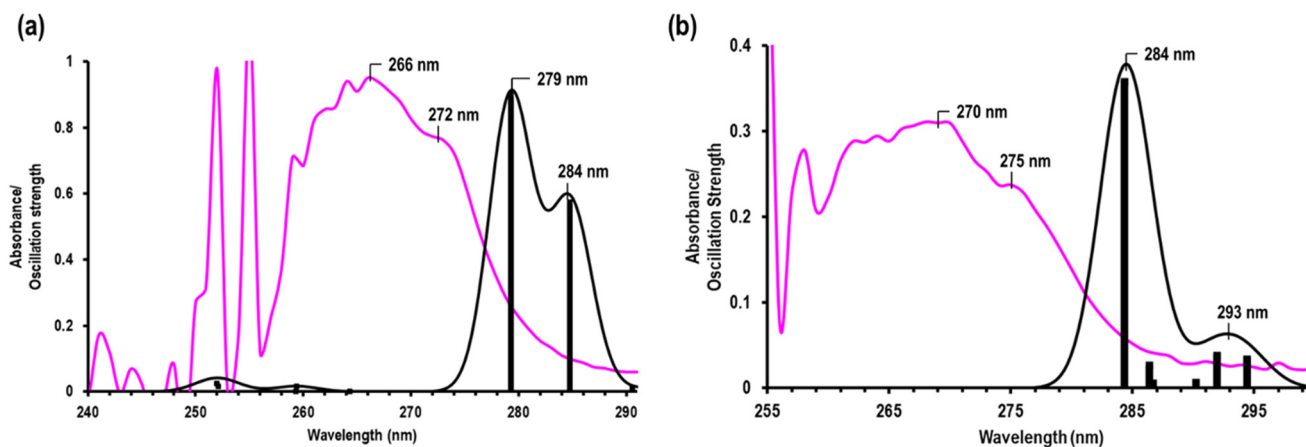 (a)
1
0.8
0.6
0.4
0.2
0
240
250
260
270
280
290
Absorbance/
Oscillation strength
Wavelength (nm)
266 nm
272 nm
279 nm
284 nm
(b)
0.4
0.3
0.2
0.1
0
255
265
275
285
295
Absorbance/
Oscillation Strength
Wavelength (nm)
270 nm
275 nm
284 nm
293 nm